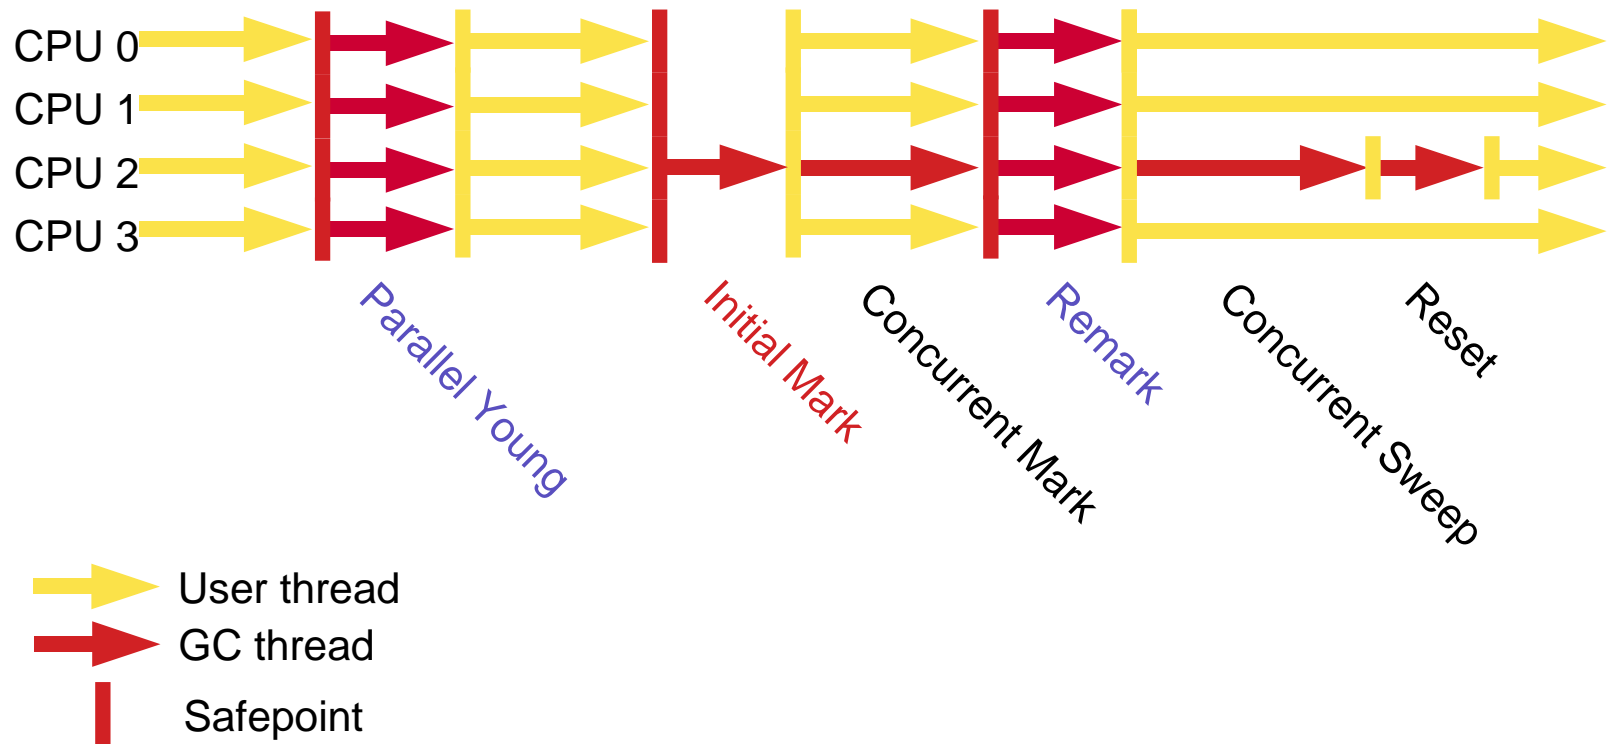 CPU 0
CPU 1
CPU 2
CPU 3
Parallel Young
Initial Mark
Concurrent Mark
Remark
Concurrent Sweep
Reset
User thread
GC thread
Safepoint